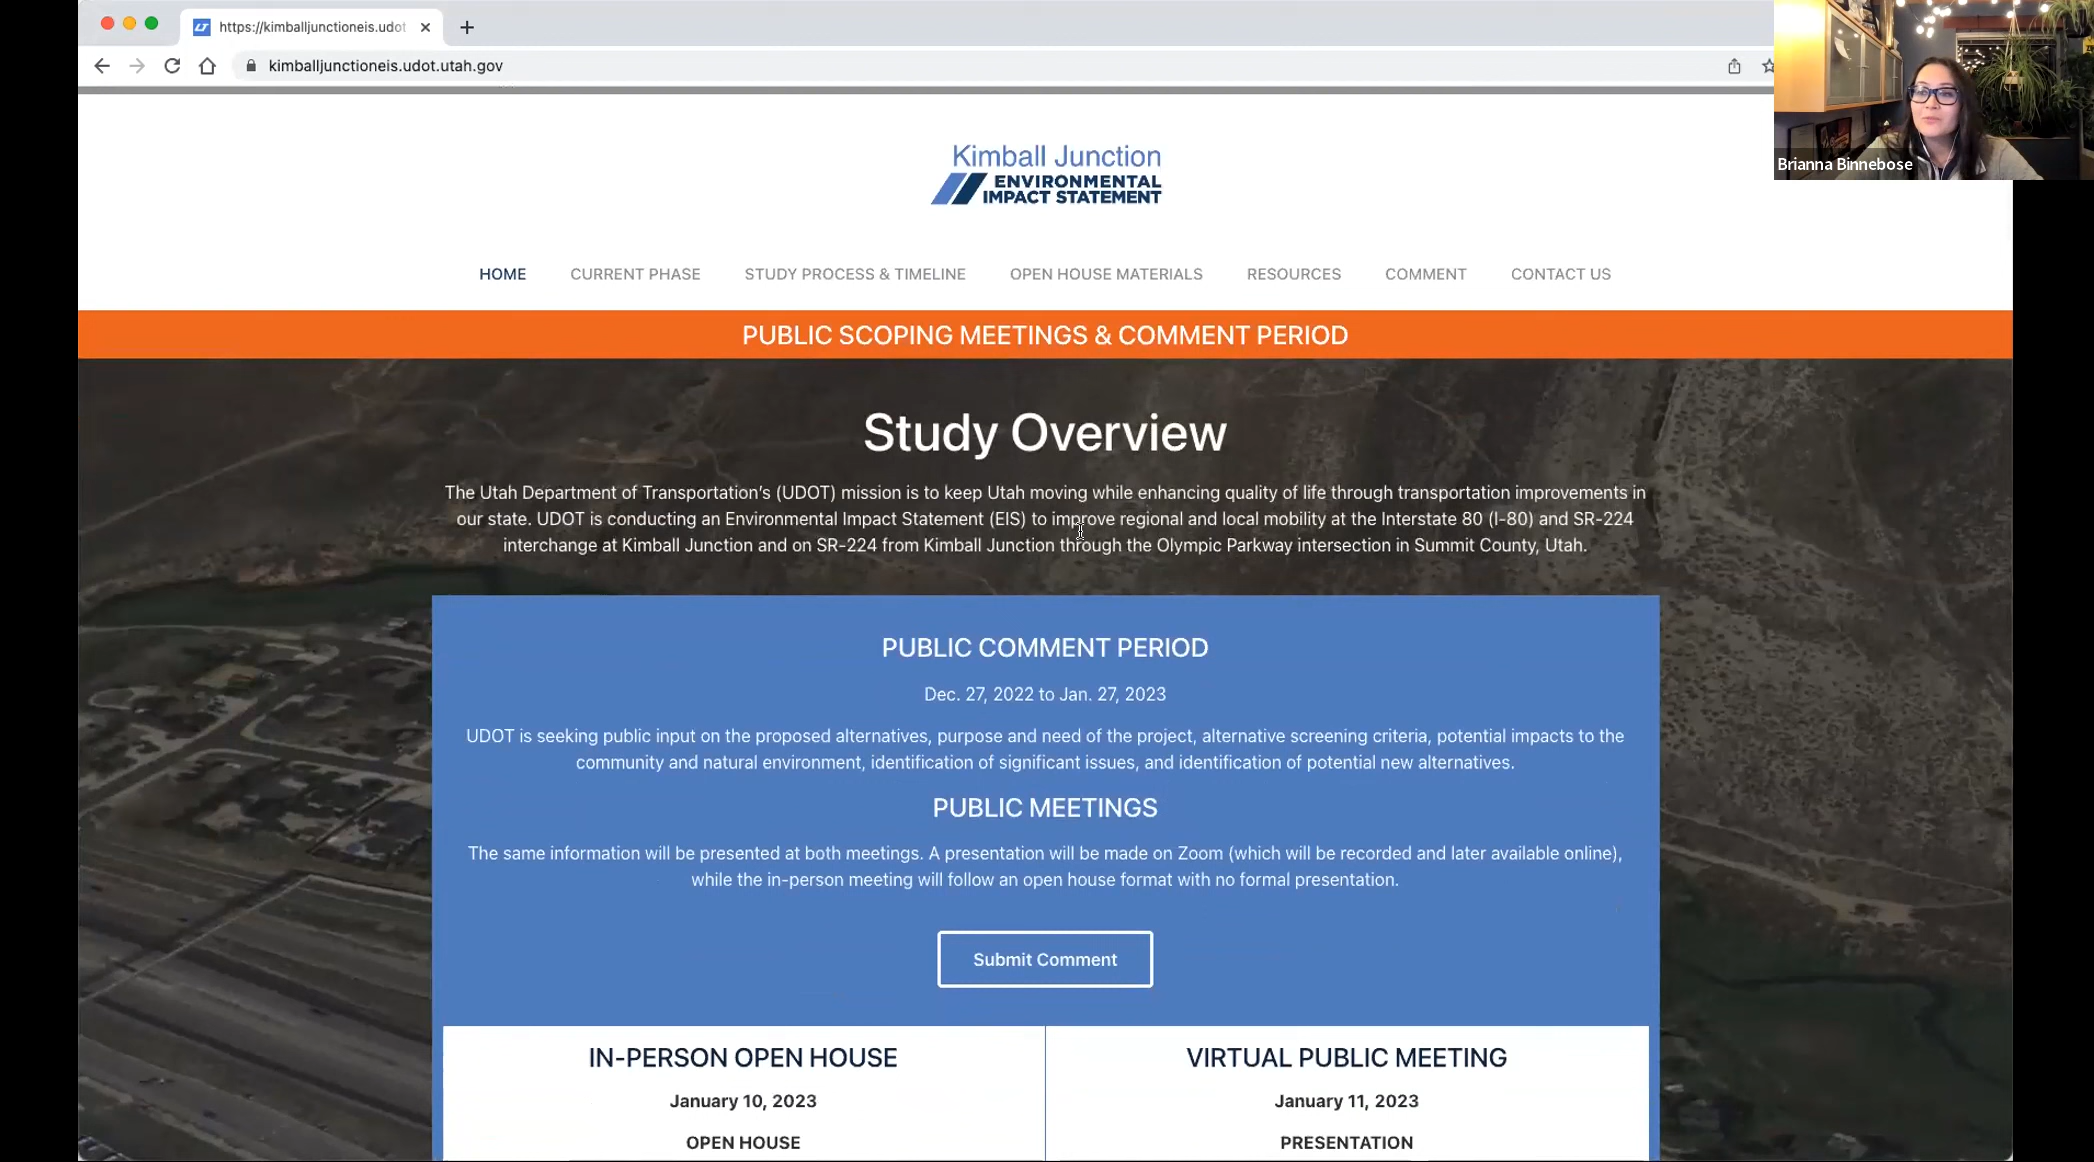 https://kimballjunctioneis.udot
kimballjunctioneis.udot.utah.gov
Brianna Binnebose
Kimball Junction
ENVIRONMENTAL
IMPACT STATEMENT
HOME CURRENT PHASE STUDY PROCESS & TIMELINE OPEN HOUSE MATERIALS RESOURCES COMMENT CONTACT US
PUBLIC SCOPING MEETINGS & COMMENT PERIOD
Study Overview
The Utah Department of Transportation's (UDOT) mission is to keep Utah moving while enhancing quality of life through transportation improvements in
our state. UDOT is conducting an Environmental Impact Statement (EIS) to improve regional and local mobility at the Interstate 80 (I-80) and SR-224
interchange at Kimball Junction and on SR-224 from Kimball Junction through the Olympic Parkway intersection in Summit County, Utah.
PUBLIC COMMENT PERIOD
Dec. 27, 2022 to Jan. 27, 2023
UDOT is seeking public input on the proposed alternatives, purpose and need of the project, alternative screening criteria, potential impacts to the
community and natural environment, identification of significant issues, and identification of potential new alternatives.
PUBLIC MEETINGS
The same information will be presented at both meetings. A presentation will be made on Zoom (which will be recorded and later available online),
while the in-person meeting will follow an open house format with no formal presentation.
Submit Comment
IN-PERSON OPEN HOUSE
January 10, 2023
OPEN HOUSE
VIRTUAL PUBLIC MEETING
January 11, 2023
PRESENTATION